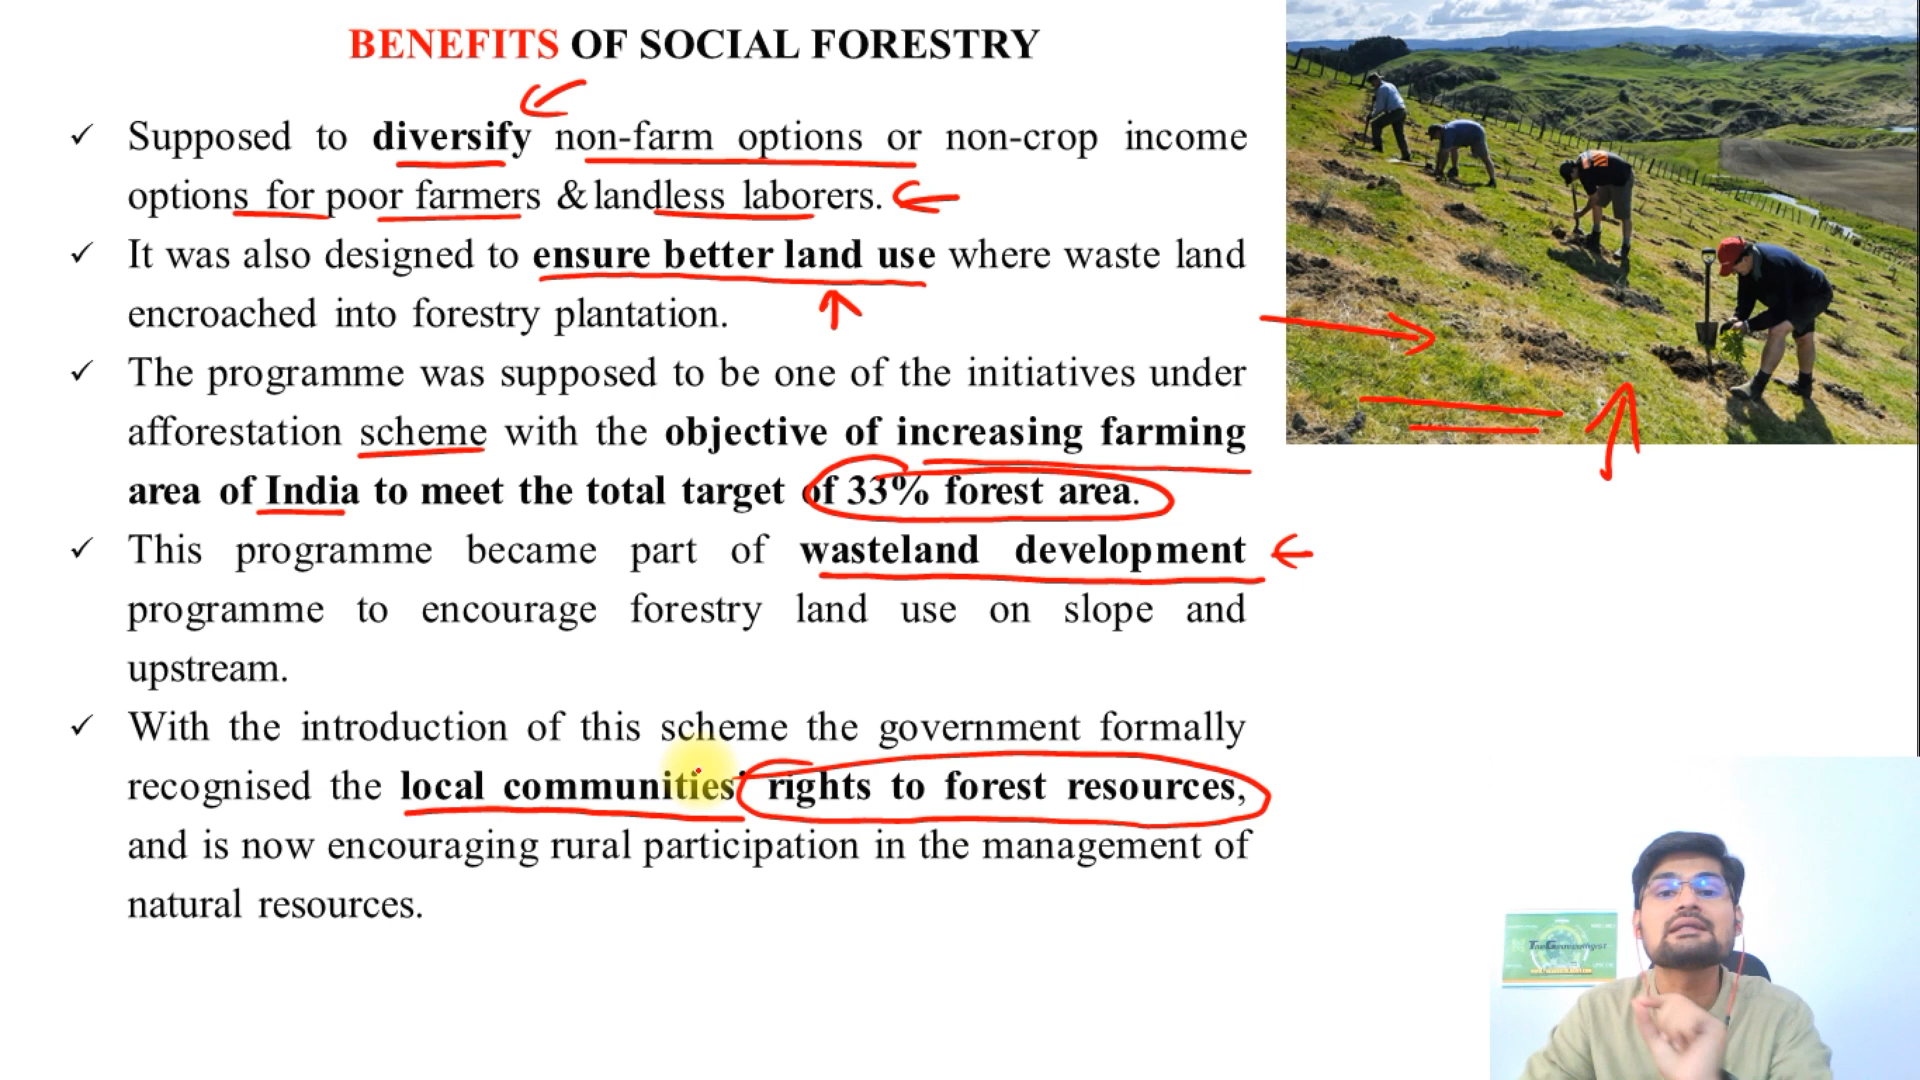 BENEFITS OF SOCIAL FORESTRY
✓ Supposed to diversify non-farm options or non-crop income
options for poor farmers & landless laborers.
✓ It was also designed to ensure better land use where waste land
encroached into forestry plantation.
✓ The programme was supposed to be one of the initiatives under
afforestation scheme with the objective of increasing farming
area of India to meet the total target of 33% forest area.
✓ This programme became part of wasteland development
programme to encourage forestry land use on slope and
upstream.
✓ With the introduction of this scheme the government formally
recognised the local communities' rights to forest resources,
and is now encouraging rural participation in the management of
natural resources.